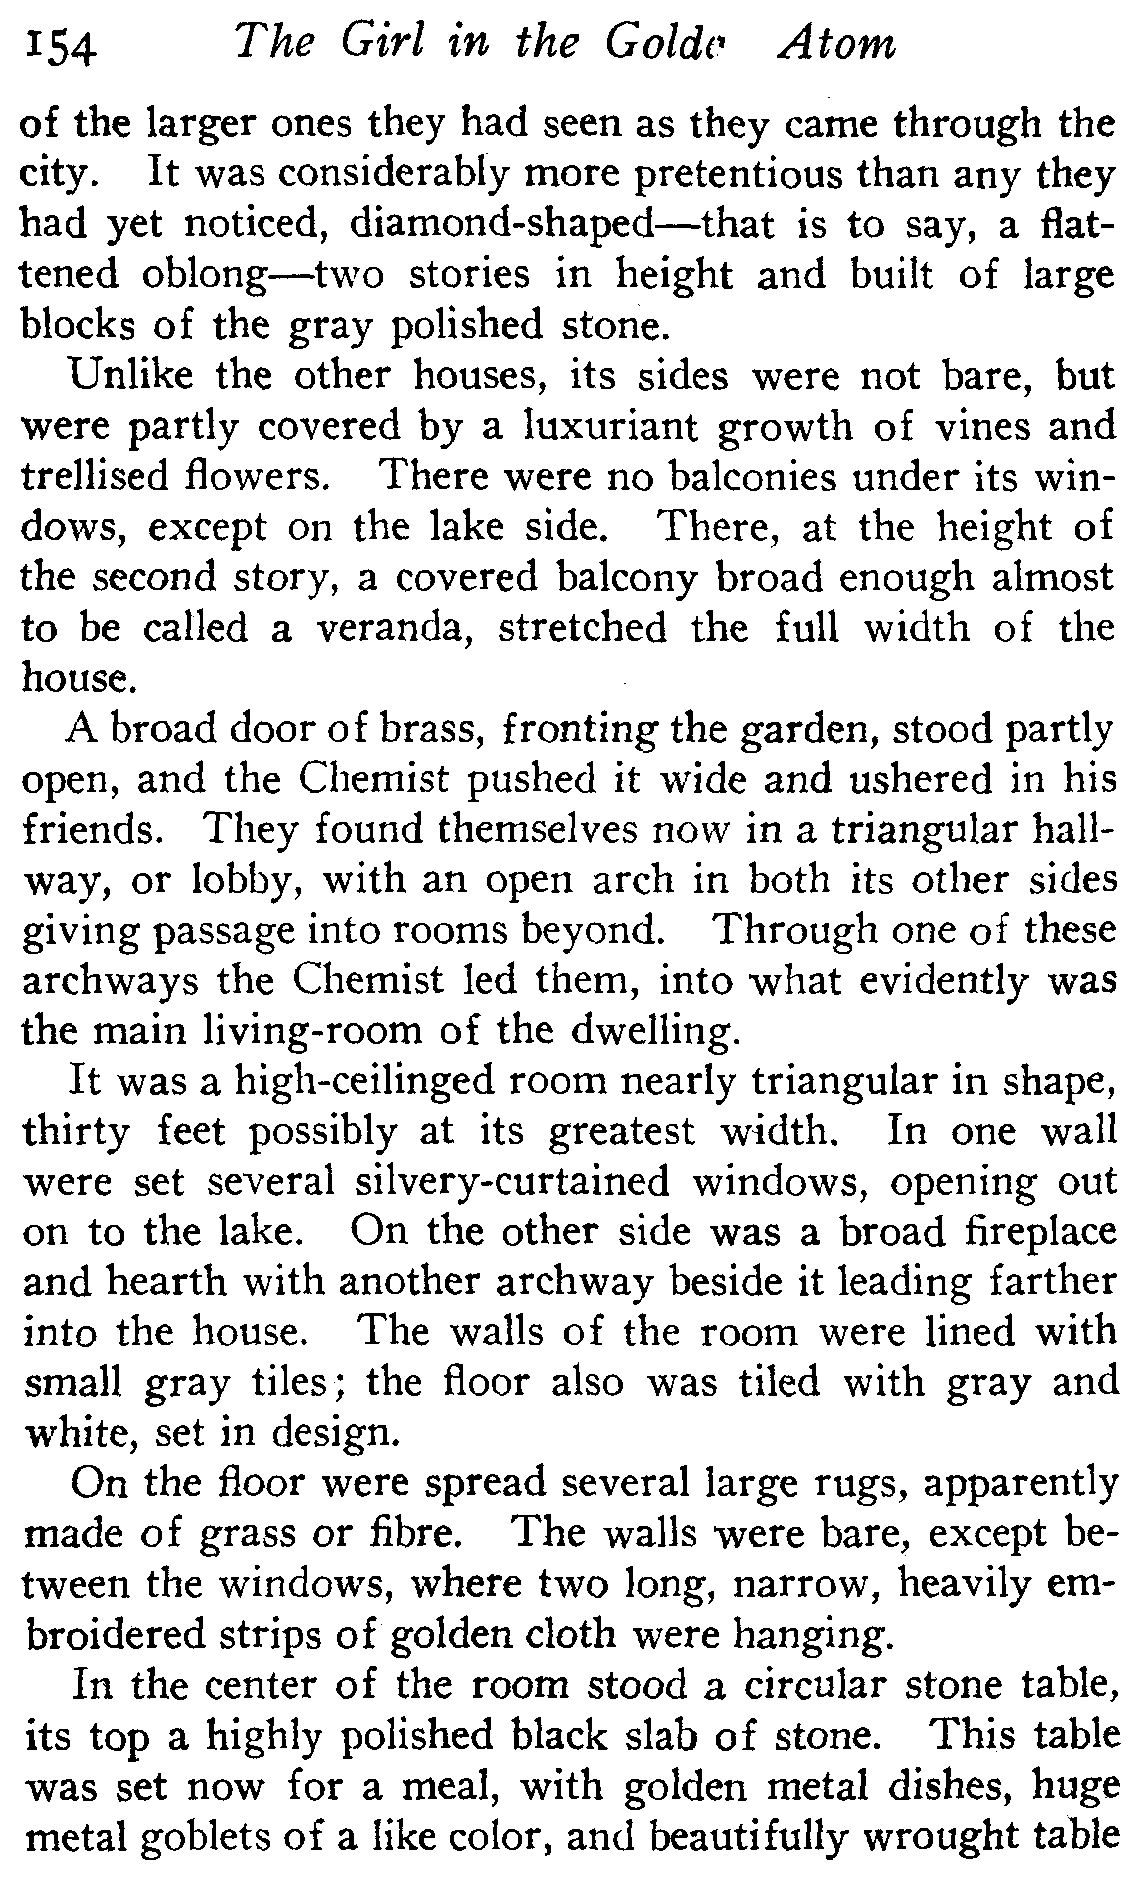 154 The Girl in the Golde Atom
of the larger ones they had seen as they came through the
city. It was considerably more pretentious than any they
had yet noticed, diamond-shaped—that is to say, a flat-
tened oblong—two stories in height and built of large
blocks of the gray polished stone.
Unlike the other houses, its sides were not bare, but
were partly covered by a luxuriant growth of vines and
trellised flowers. There were no balconies under its win-
dows, except on the lake side. There, at the height of
the second story, a covered balcony broad enough almost
to be called a veranda, stretched the full width of the
house.
A broad door of brass, fronting the garden, stood partly
open, and the Chemist pushed it wide and ushered in his
friends. They found themselves now in a triangular hall-
way, or lobby, with an open arch in both its other sides
giving passage into rooms beyond. Through one of these
archways the Chemist led them, into what evidently was
the main living-room of the dwelling.
It was a high-ceilinged room nearly triangular in shape,
thirty feet possibly at its greatest width. In one wall
were set several silvery-curtained windows, opening out
on to the lake. On the other side was a broad fireplace
and hearth with another archway beside it leading farther
into the house. The walls of the room were lined with
small gray tiles; the floor also was tiled with gray and
white, set in design.
On the floor were spread several large rugs, apparently
made of grass or fibre. The walls were bare, except be-
tween the windows, where two long, narrow, heavily em-
broidered strips of golden cloth were hanging.
In the center of the room stood a circular stone table,
its top a highly polished black slab of stone. This table
was set now for a meal, with golden metal dishes, huge
metal goblets of a like color, and beautifully wrought table